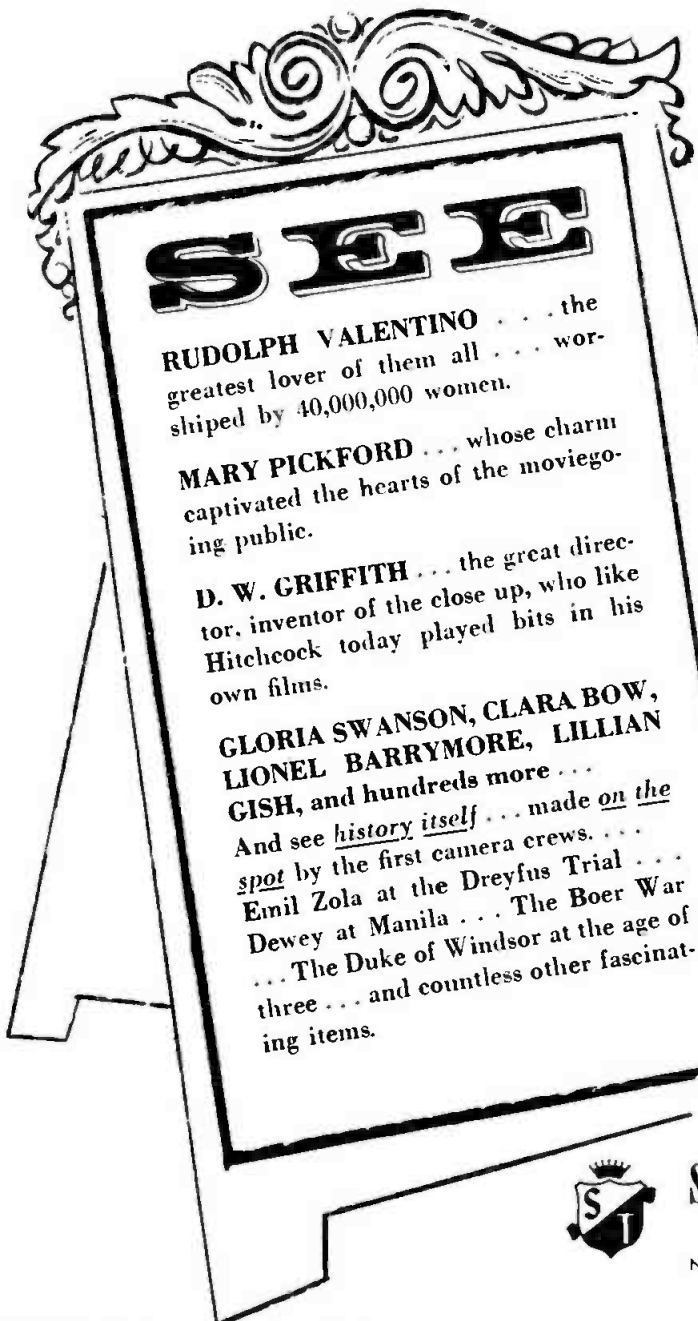 SEE
RUDOLPH VALENTINO . . . the
greatest lover of them all . . . wor-
shiped by 40,000,000 women.
MARY PICKFORD . . . whose charm
captivated the hearts of the moviego-
ing public.
D. W. GRIFFITH . . . the great direc-
tor, inventor of the close up, who like
Hitchcock today played bits in his
own films.
GLORIA SWANSON, CLARA BOW,
LIONEL BARRYMORE, LILLIAN
GISH, and hundreds more . . .
And see history itself . . . made on the
spot by the first camera crews. . . .
Emil Zola at the Dreyfus Trial . . .
Dewey at Manila . . . The Boer War
. . . The Duke of Windsor at the age of
three . . . and countless other fascinat-
ing items.
S T